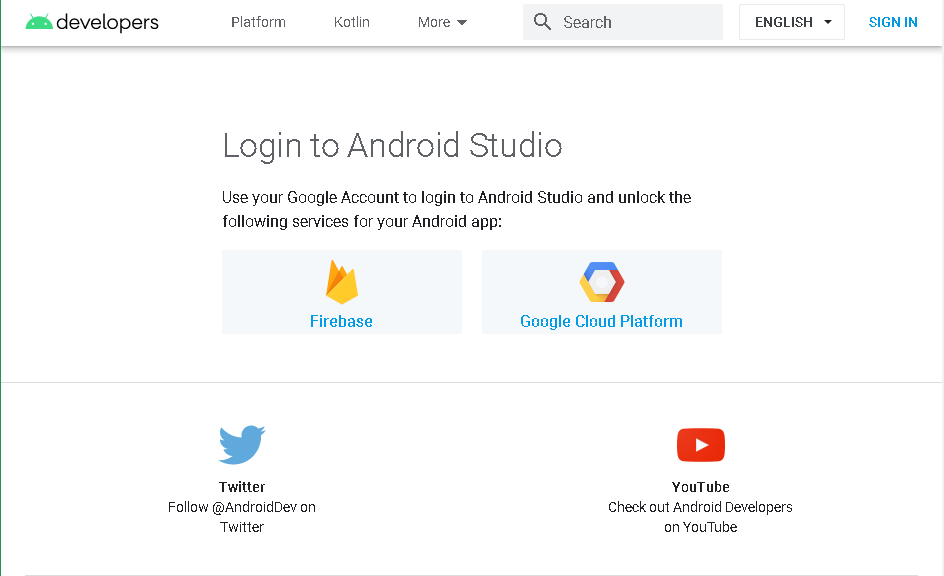 developers Platform Kotlin More Search ENGLISH SIGN IN
Login to Android Studio
Use your Google Account to login to Android Studio and unlock the
following services for your Android app:
Firebase Google Cloud Platform
Twitter
Follow @AndroidDev on
Twitter
YouTube
Check out Android Developers
on YouTube